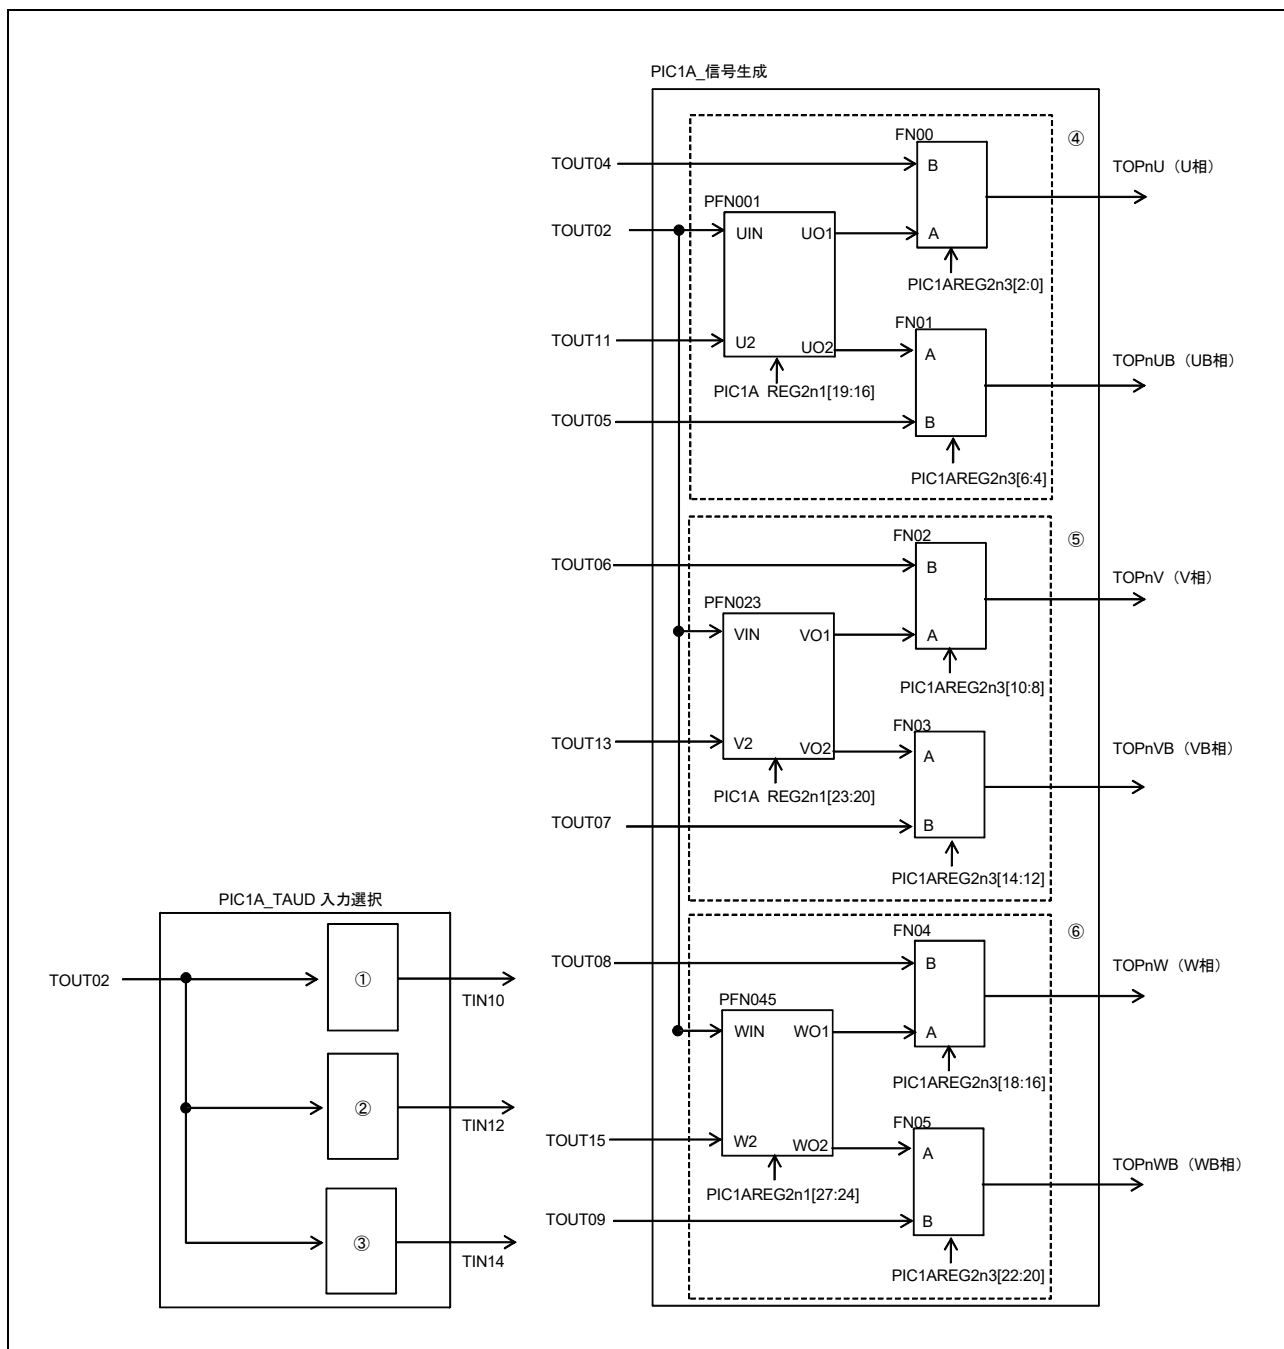 PIC1A_信号生成
④
FN00
TOUT04
B
TOPnU（U相）
PFN001
TOUT02
UIN
UO1
A
PIC1AREG2n3[2:0]
FN01
TOUT11
U2
UO2
A
TOPnUB（UB相）
PIC1A REG2n1[19:16]
TOUT05
B
PIC1AREG2n3[6:4]
⑤
FN02
TOUT06
B
TOPnV（V相）
PFN023
VIN
VO1
A
PIC1AREG2n3[10:8]
FN03
TOUT13
V2
VO2
A
TOPnVB（VB相）
PIC1A REG2n1[23:20]
TOUT07
B
PIC1AREG2n3[14:12]
PIC1A_TAUD 入力選択
TOUT02
①
TIN10
②
TIN12
③
TIN14
⑥
FN04
TOUT08
B
TOPnW（W相）
PFN045
WIN
WO1
A
PIC1AREG2n3[18:16]
FN05
TOUT15
W2
WO2
A
TOPnWB（WB相）
PIC1AREG2n1[27:24]
TOUT09
B
PIC1AREG2n3[22:20]